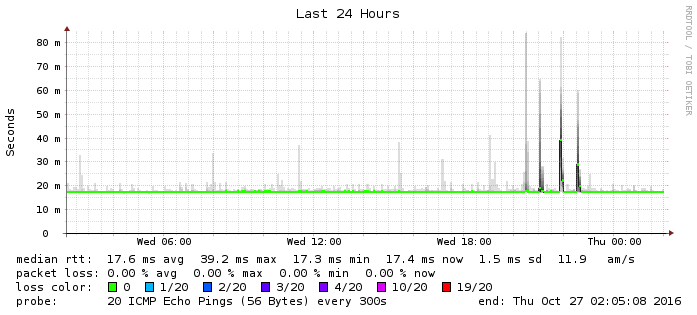 Last 24 Hours
RRDTOOL / TOBI OETIKER
Seconds
80 m
70 m
60 m
50 m
40 m
30 m
20 m
10 m
0
Wed 06:00 Wed 12:00 Wed 18:00 Thu 00:00
median rtt: 17.6 ms avg 39.2 ms max 17.3 ms min 17.4 ms now 1.5 ms sd 11.9 am/s
packet loss: 0.00 % avg 0.00 % max 0.00 % min 0.00 % now
loss color: 0 1/20 2/20 3/20 4/20 10/20 19/20
probe: 20 ICMP Echo Pings (56 Bytes) every 300s end: Thu Oct 27 02:05:08 2016